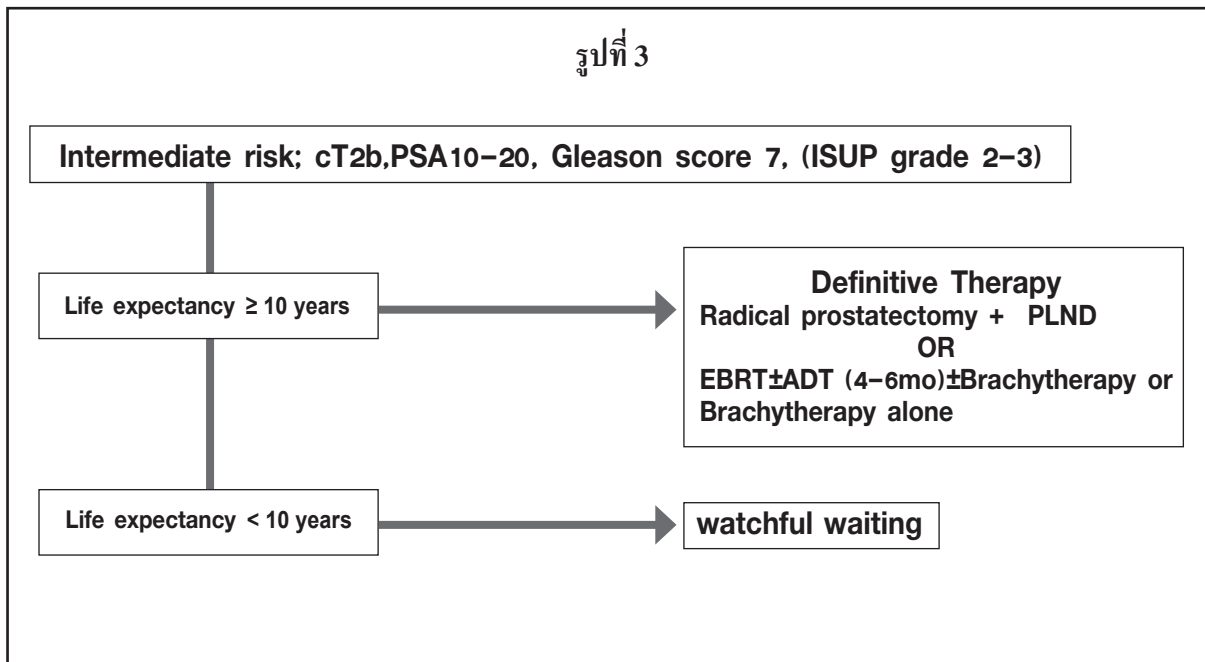 รูปที่ 3
Intermediate risk; cT2b,PSA10-20, Gleason score 7, (ISUP grade 2-3)
Life expectancy ≥ 10 years
Definitive Therapy
Radical prostatectomy + PLND
OR
EBRT±ADT (4-6mo)±Brachytherapy or
Brachytherapy alone
Life expectancy < 10 years
watchful waiting